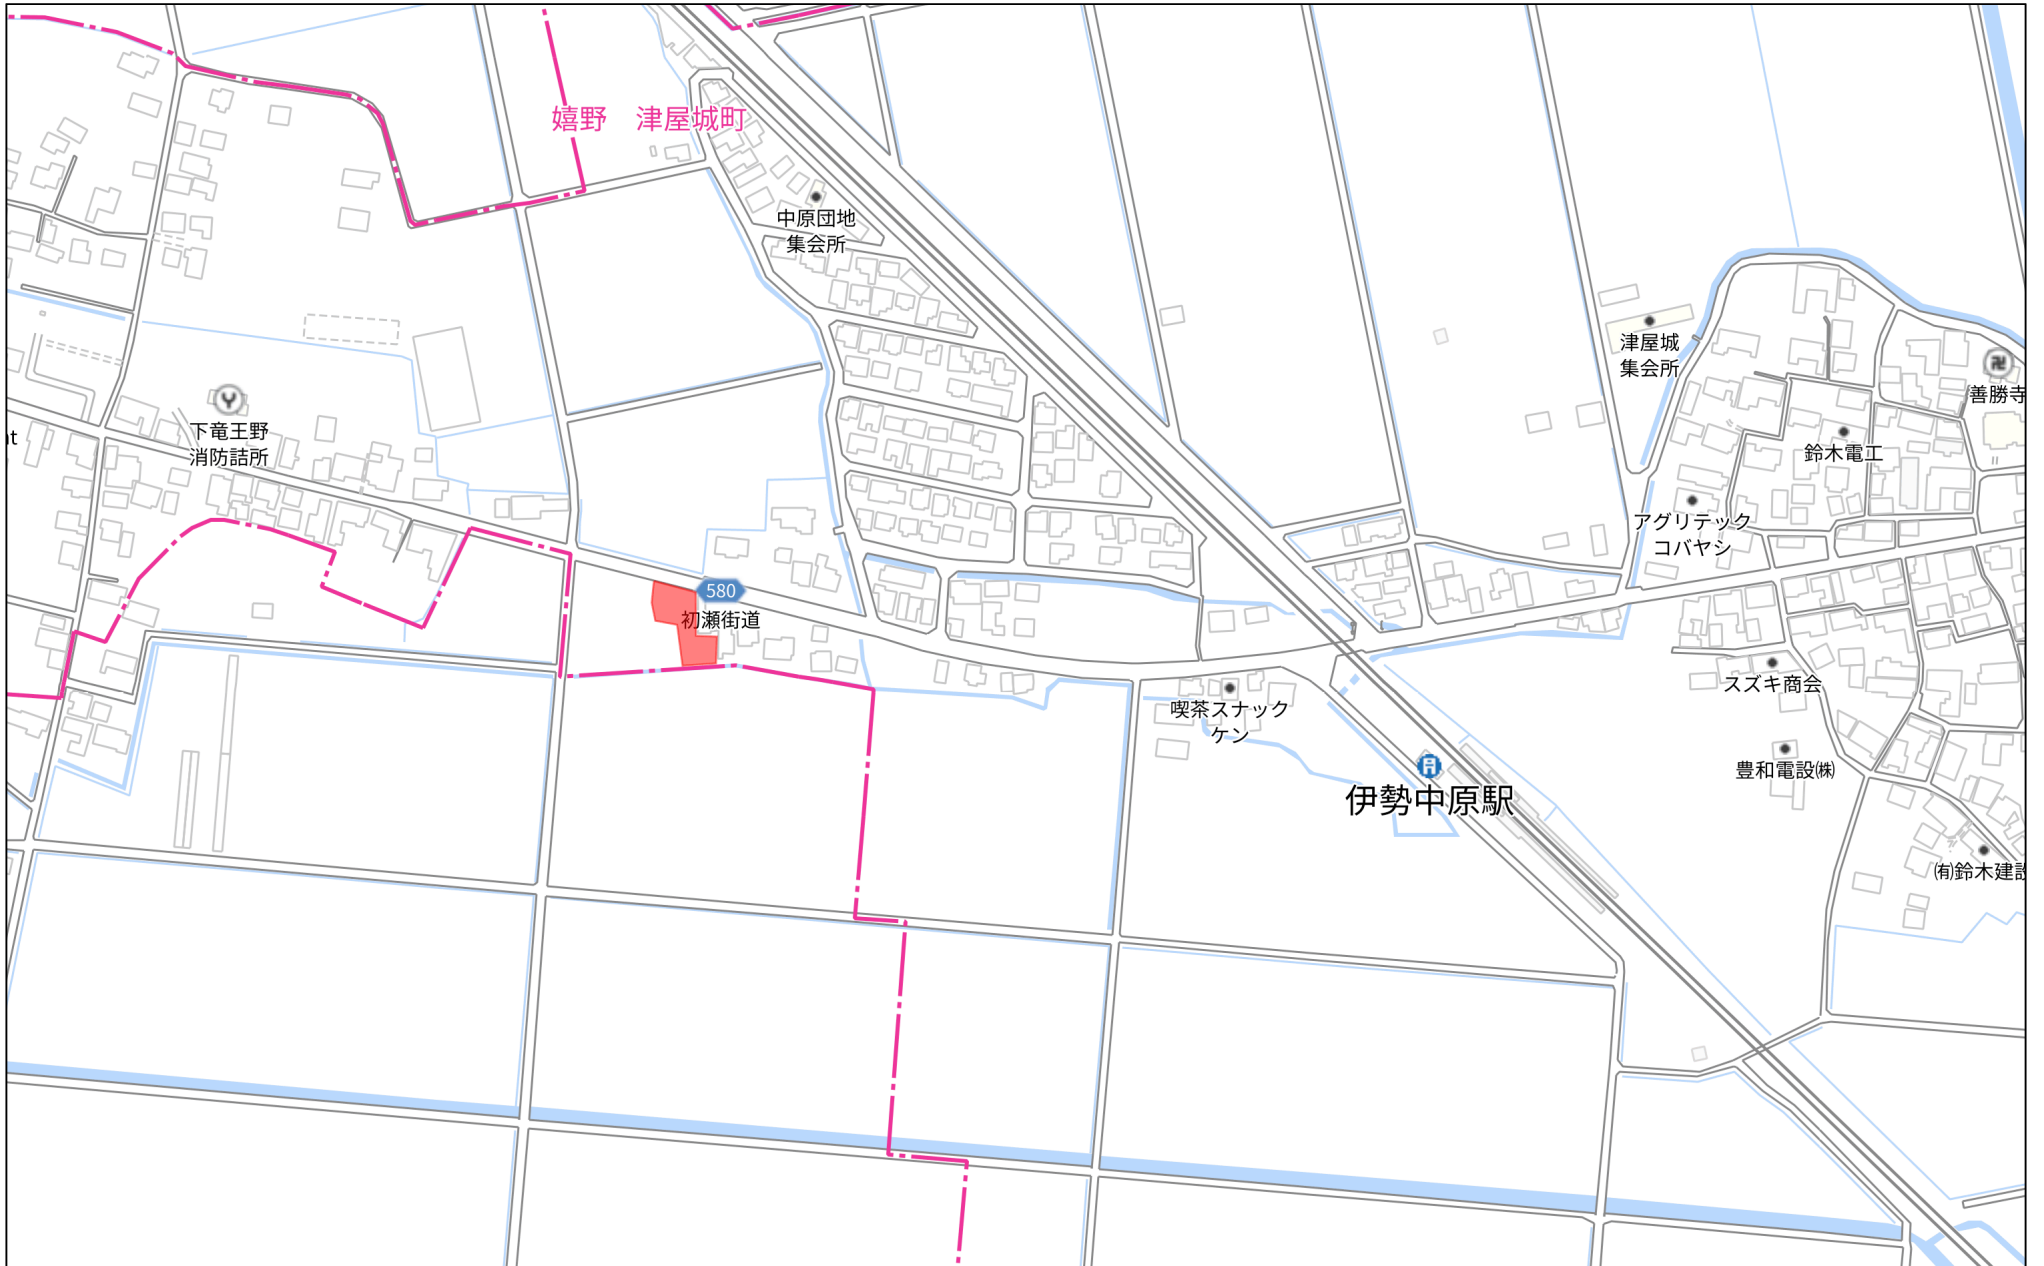 嬉野　津屋城町
中原団地
集会所
津屋城
集会所
善勝寺
下竜王野
消防詰所
nt
鈴木電工
アグリテック
コバヤシ
580
初瀬街道
スズキ商会
喫茶スナック
ケン
豊和電設㈱
伊勢中原駅
㈲鈴木建設